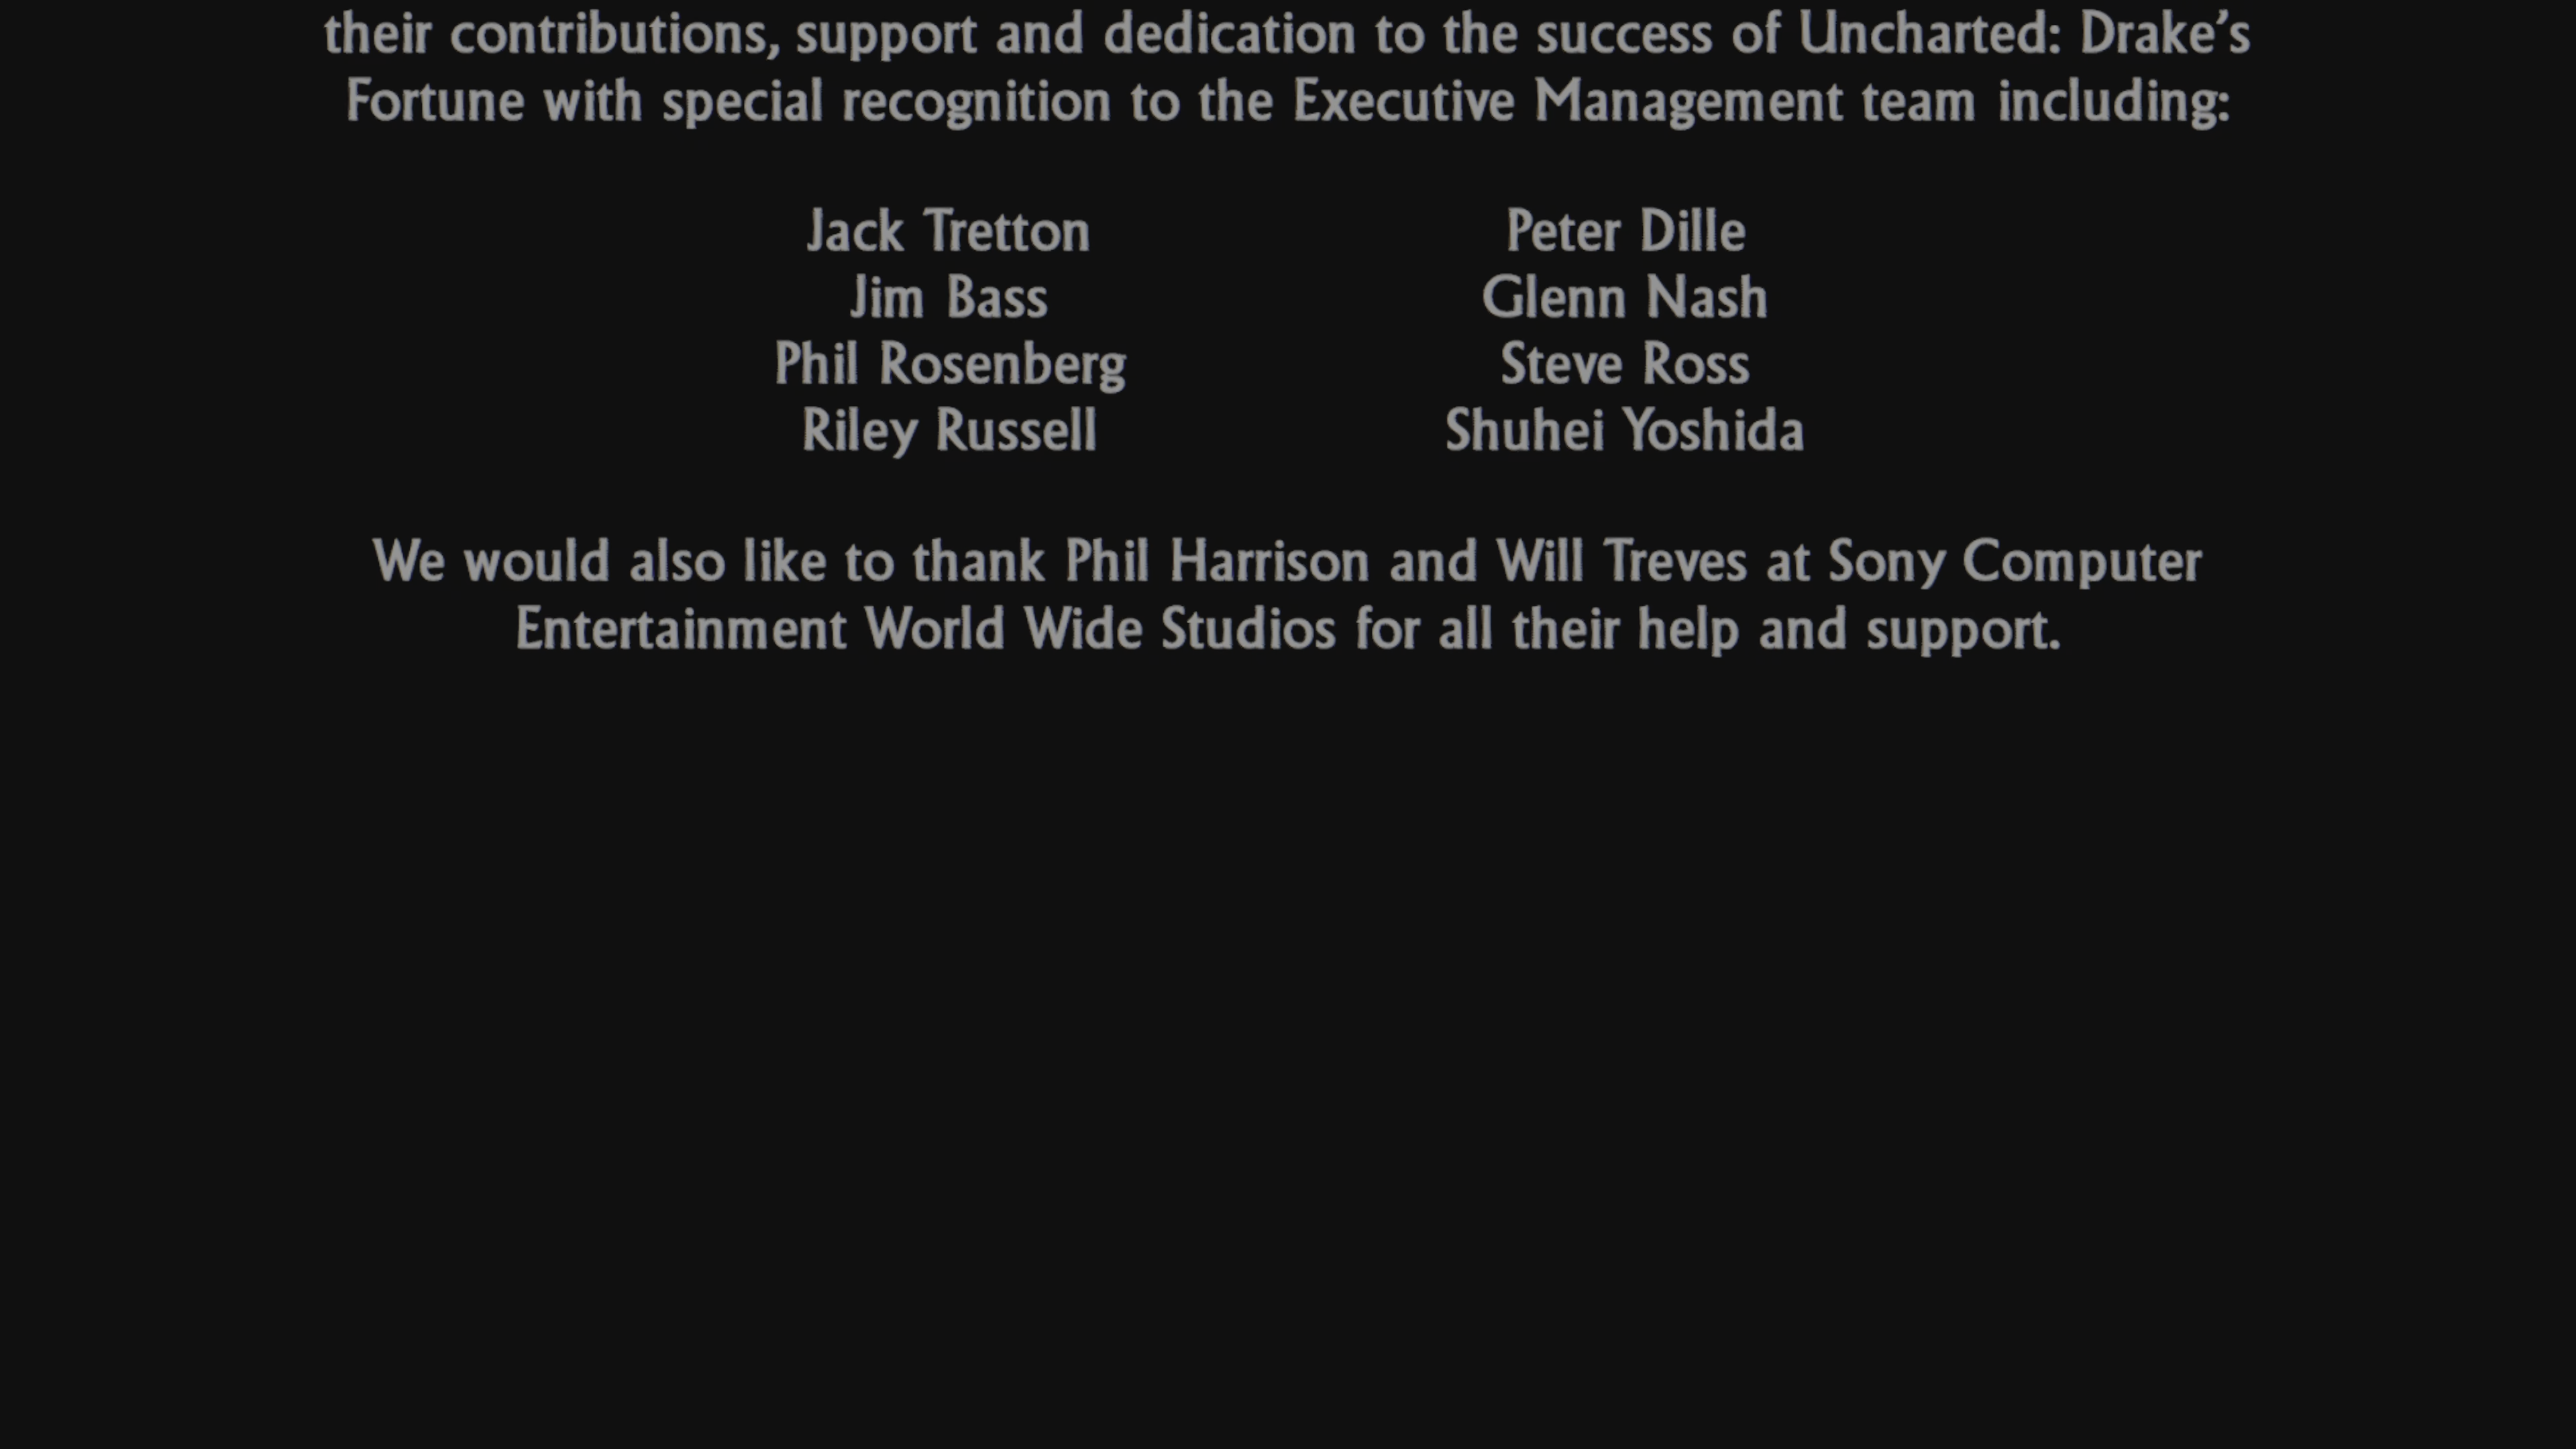 their contributions, support and dedication to the success of Uncharted: Drake’s
Fortune with special recognition to the Executive Management team including:
Jack Tretton Peter Dille
Jim Bass Glenn Nash
Phil Rosenberg Steve Ross
Riley Russell Shuhei Yoshida
We would also like to thank Phil Harrison and Will Treves at Sony Computer
Entertainment World Wide Studios for all their help and support.